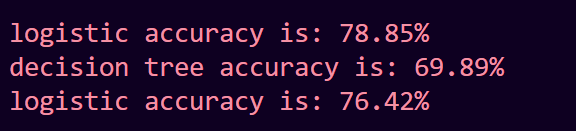 logistic accuracy is: 78.85%
decision tree accuracy is: 69.89%
logistic accuracy is: 76.42%